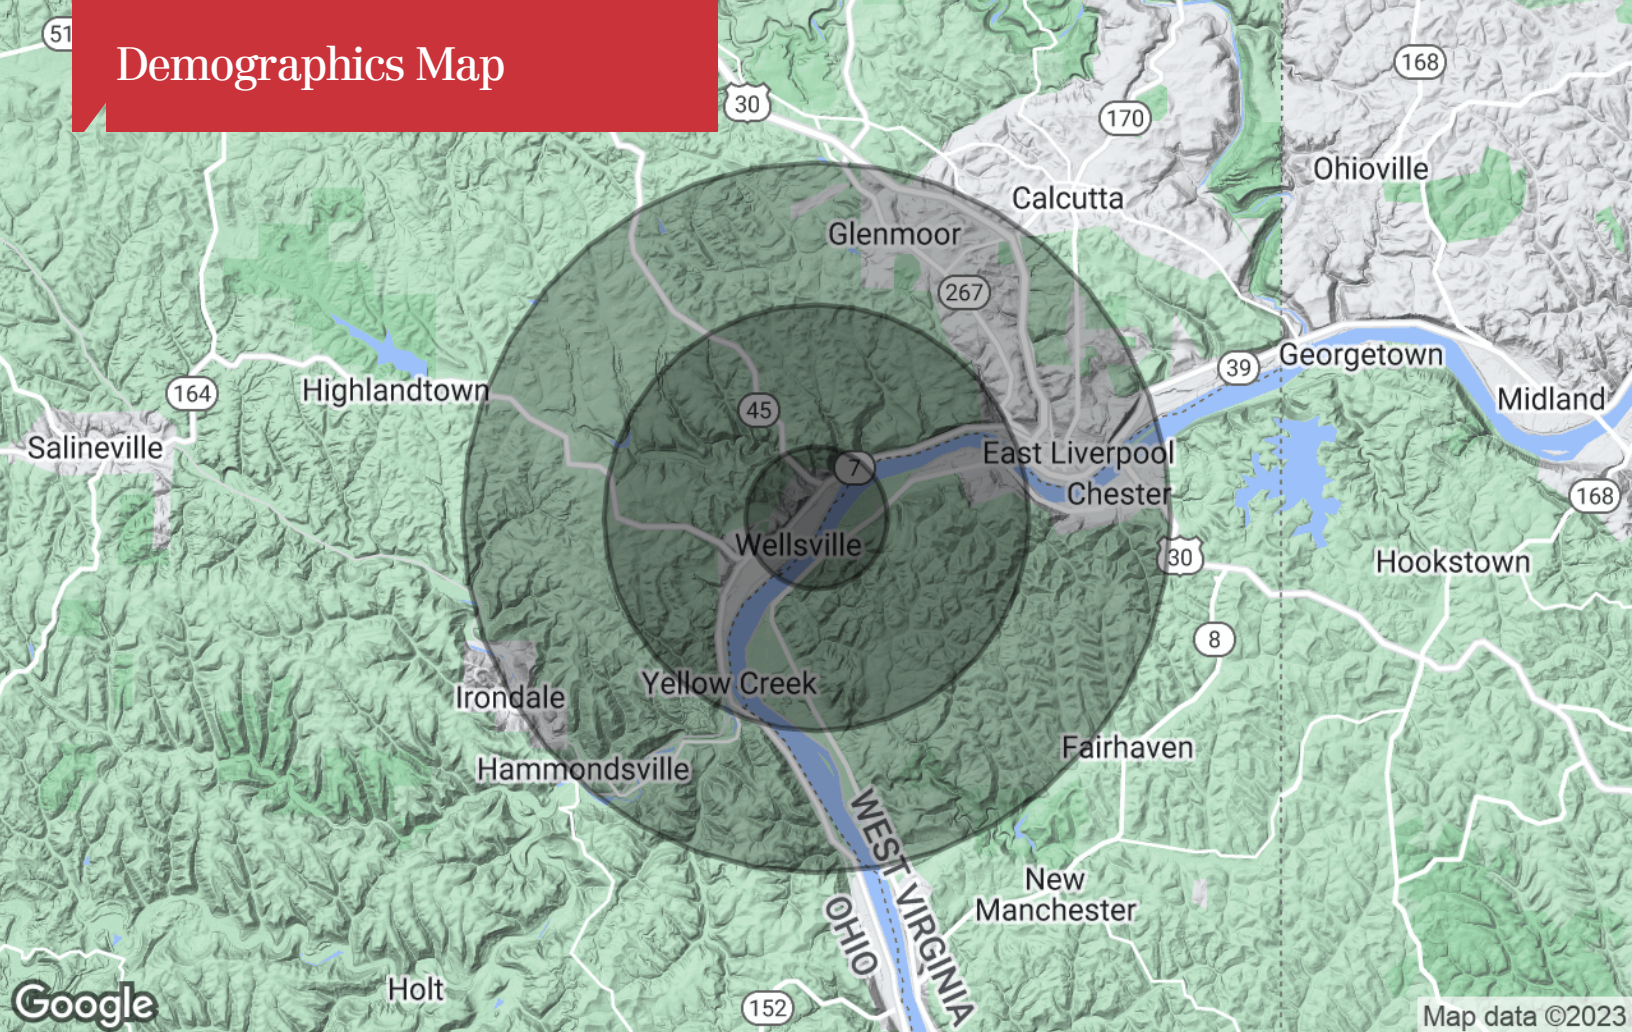 Demographics Map
51
30
168
170
Ohioville
Calcutta
Glenmoor
267
Georgetown
39
Highlandtown
164
Midland
45
Salineville
East Liverpool
7
Chester
168
Wellsville
30
Hookstown
8
Yellow Creek
Irondale
Fairhaven
Hammondsville
WEST VIRGINIA
OHIO
New
Manchester
Holt
Google
152
Map data ©2023